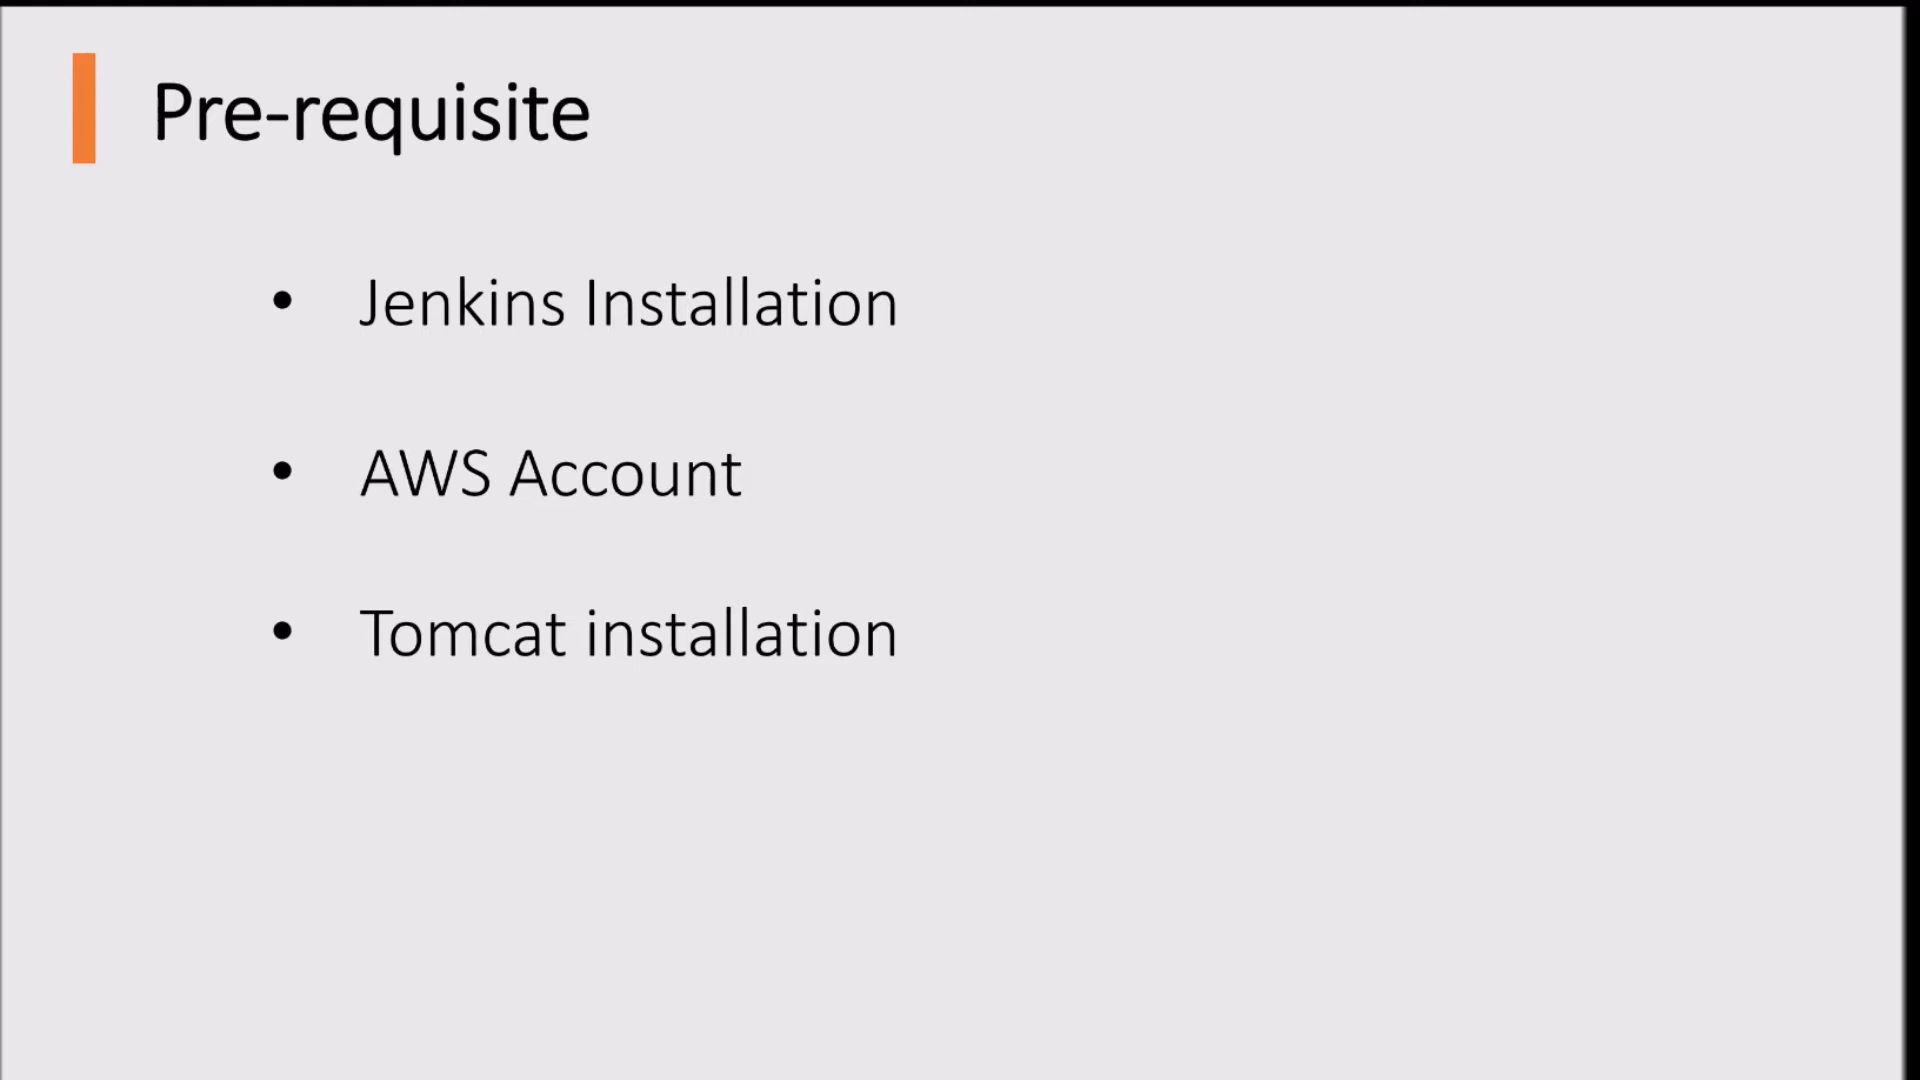 Pre-requisite
• Jenkins Installation
• AWS Account
• Tomcat installation